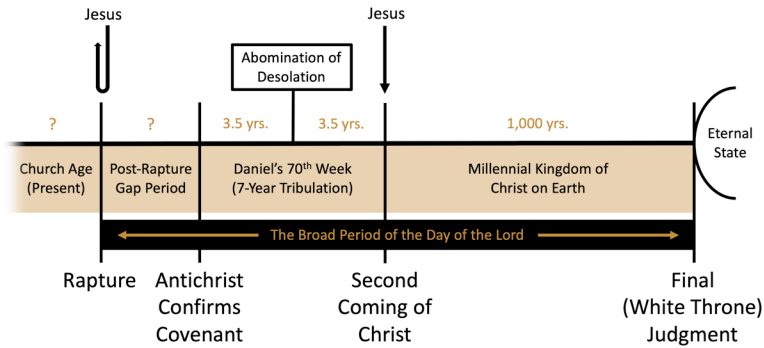 Jesus
Jesus
Abomination of
Desolation
?
?
3.5 yrs.
3.5 yrs.
1,000 yrs.
Eternal
State
Church Age
(Present)
Post-Rapture
Gap Period
Daniel's 70th Week
(7-Year Tribulation)
Millennial Kingdom of
Christ on Earth
The Broad Period of the Day of the Lord
Rapture
Antichrist
Confirms
Covenant
Second
Coming of
Christ
Final
(White Throne)
Judgment